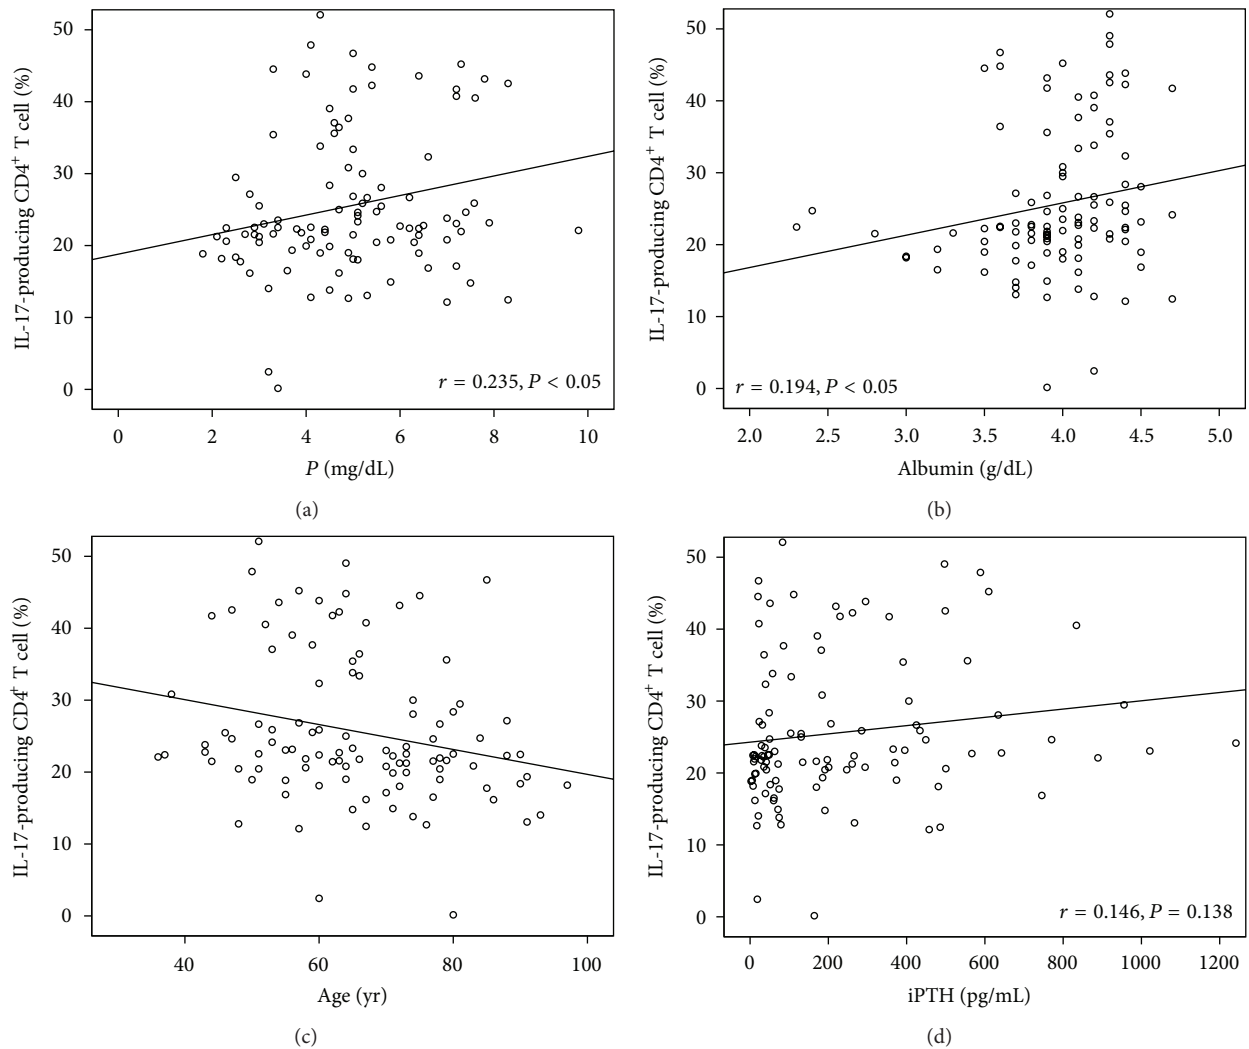 50
40
30
20
10
0
IL-17-producing CD4⁺ T cell (%)
r = 0.235, P < 0.05
0 2 4 6 8 10
P (mg/dL)
(a)
50
40
30
20
10
0
IL-17-producing CD4⁺ T cell (%)
r = 0.194, P < 0.05
2.0 2.5 3.0 3.5 4.0 4.5 5.0
Albumin (g/dL)
(b)
50
40
30
20
10
0
IL-17-producing CD4⁺ T cell (%)
40 60 80 100
Age (yr)
(c)
50
40
30
20
10
0
IL-17-producing CD4⁺ T cell (%)
r = 0.146, P = 0.138
0 200 400 600 800 1000 1200
iPTH (pg/mL)
(d)